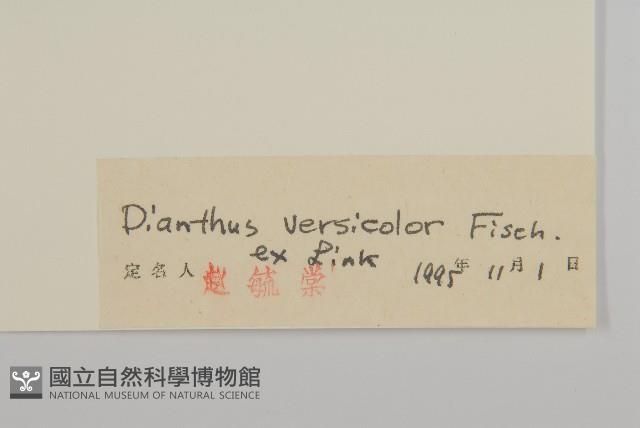 Dianthus versicolor Fisch.
ex Link
定名人 赵毓棠 1995年 11月1日
國立自然科學博物館
NATIONAL MUSEUM OF NATURAL SCIENCE